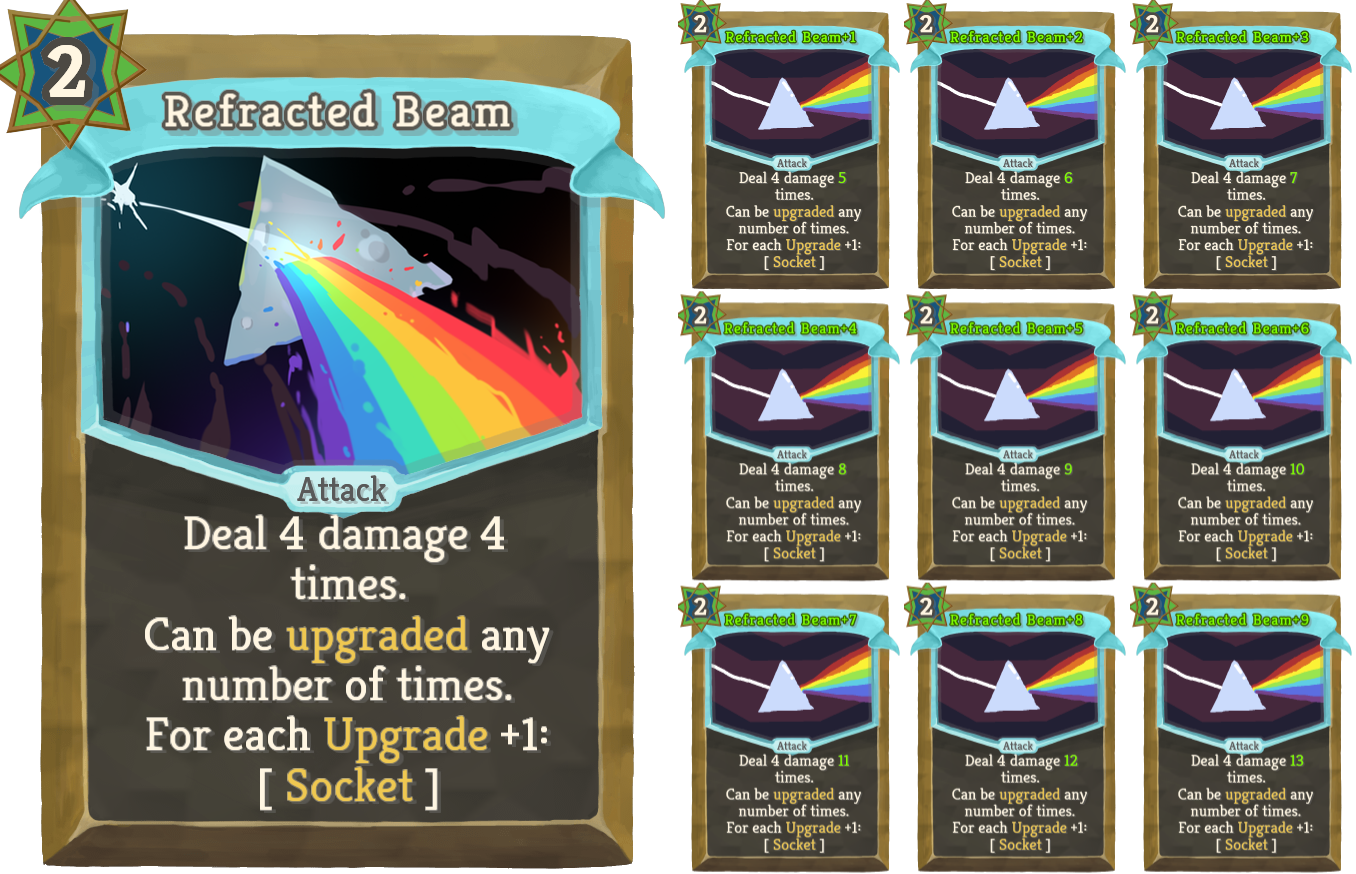 2
Refracted Beam
Attack
Deal 4 damage 4
times.
Can be upgraded any
number of times.
For each Upgrade +1:
[ Socket ]
2
Refracted Beam+1
Attack
Deal 4 damage 5
times.
Can be upgraded any
number of times.
For each Upgrade +1:
[ Socket ]
2
Refracted Beam+2
Attack
Deal 4 damage 6
times.
Can be upgraded any
number of times.
For each Upgrade +1:
[ Socket ]
2
Refracted Beam+3
Attack
Deal 4 damage 7
times.
Can be upgraded any
number of times.
For each Upgrade +1:
[ Socket ]
2
Refracted Beam+4
Attack
Deal 4 damage 8
times.
Can be upgraded any
number of times.
For each Upgrade +1:
[ Socket ]
2
Refracted Beam+5
Attack
Deal 4 damage 9
times.
Can be upgraded any
number of times.
For each Upgrade +1:
[ Socket ]
2
Refracted Beam+6
Attack
Deal 4 damage 10
times.
Can be upgraded any
number of times.
For each Upgrade +1:
[ Socket ]
2
Refracted Beam+7
Attack
Deal 4 damage 11
times.
Can be upgraded any
number of times.
For each Upgrade +1:
[ Socket ]
2
Refracted Beam+8
Attack
Deal 4 damage 12
times.
Can be upgraded any
number of times.
For each Upgrade +1:
[ Socket ]
2
Refracted Beam+9
Attack
Deal 4 damage 13
times.
Can be upgraded any
number of times.
For each Upgrade +1:
[ Socket ]